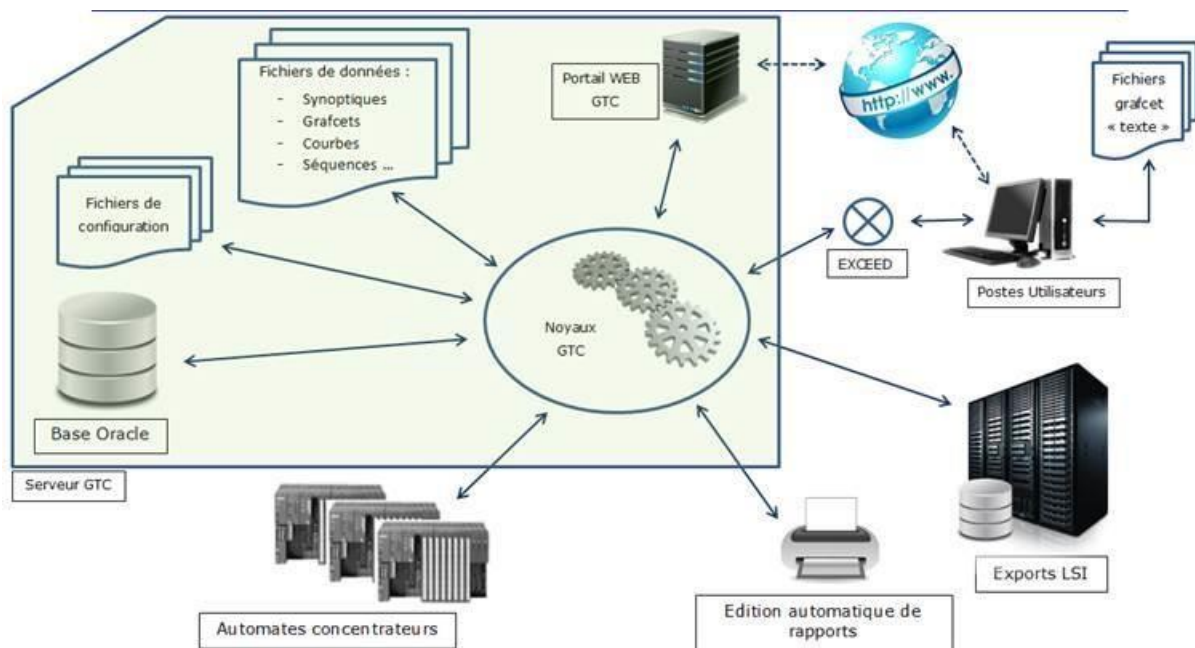 Fichiers de données :
- Synoptiques
- Grafcets
- Courbes
- Séquences ...
Portail WEB
GTC
http://www.
Fichiers
grafcet
« texte »
Fichiers de
configuration
EXCEED
Postes Utilisateurs
Noyaux
GTC
Base Oracle
Serveur GTC
Automates concentrateurs
Edition automatique de
rapports
Exports LSI